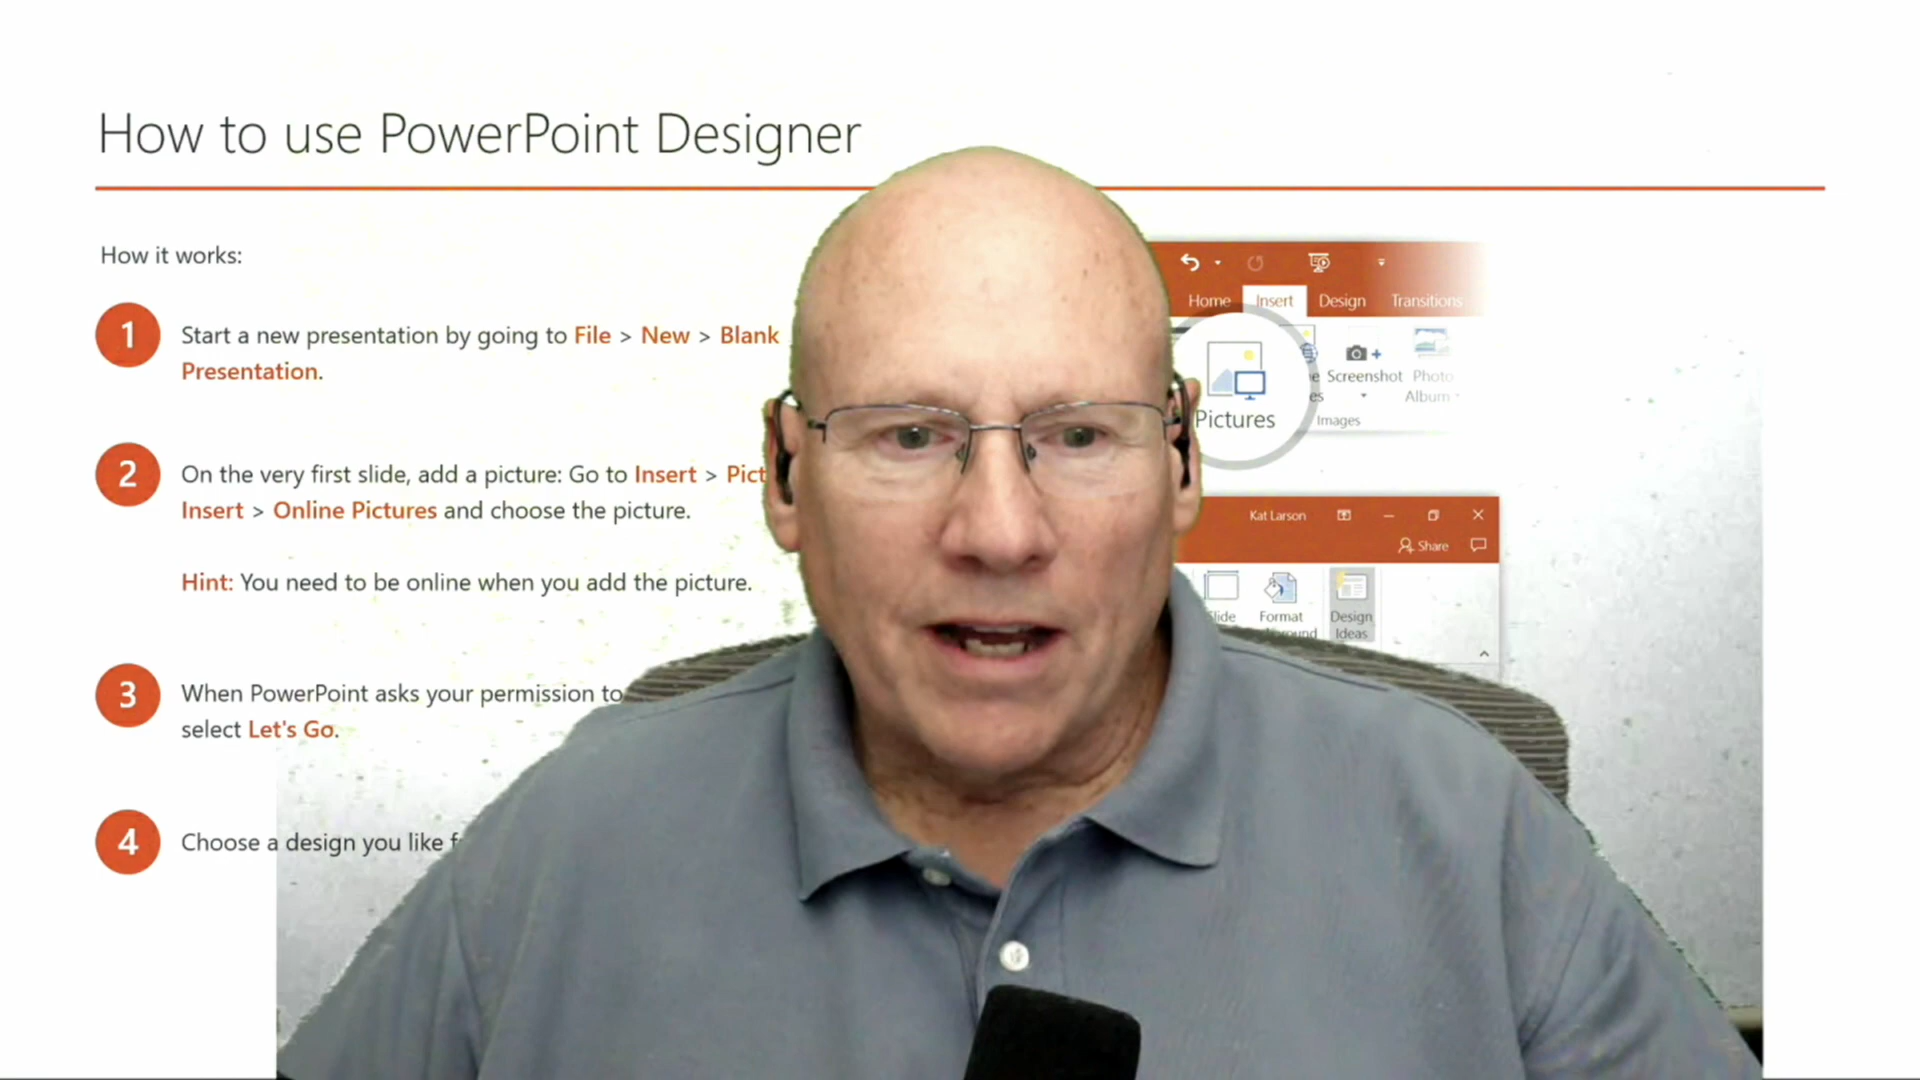 How to use PowerPoint Designer
How it works:
1
Start a new presentation by going to File > New > Blank
Presentation.
2
On the very first slide, add a picture: Go to Insert > Pict
Insert > Online Pictures and choose the picture.
Hint: You need to be online when you add the picture.
3
When PowerPoint asks your permission to
select Let's Go.
4
Choose a design you like f
Home Insert Design Transitions
Screenshot Photo
Album
Pictures
Images
Kat Larson
Share
Format
Design
Ideas